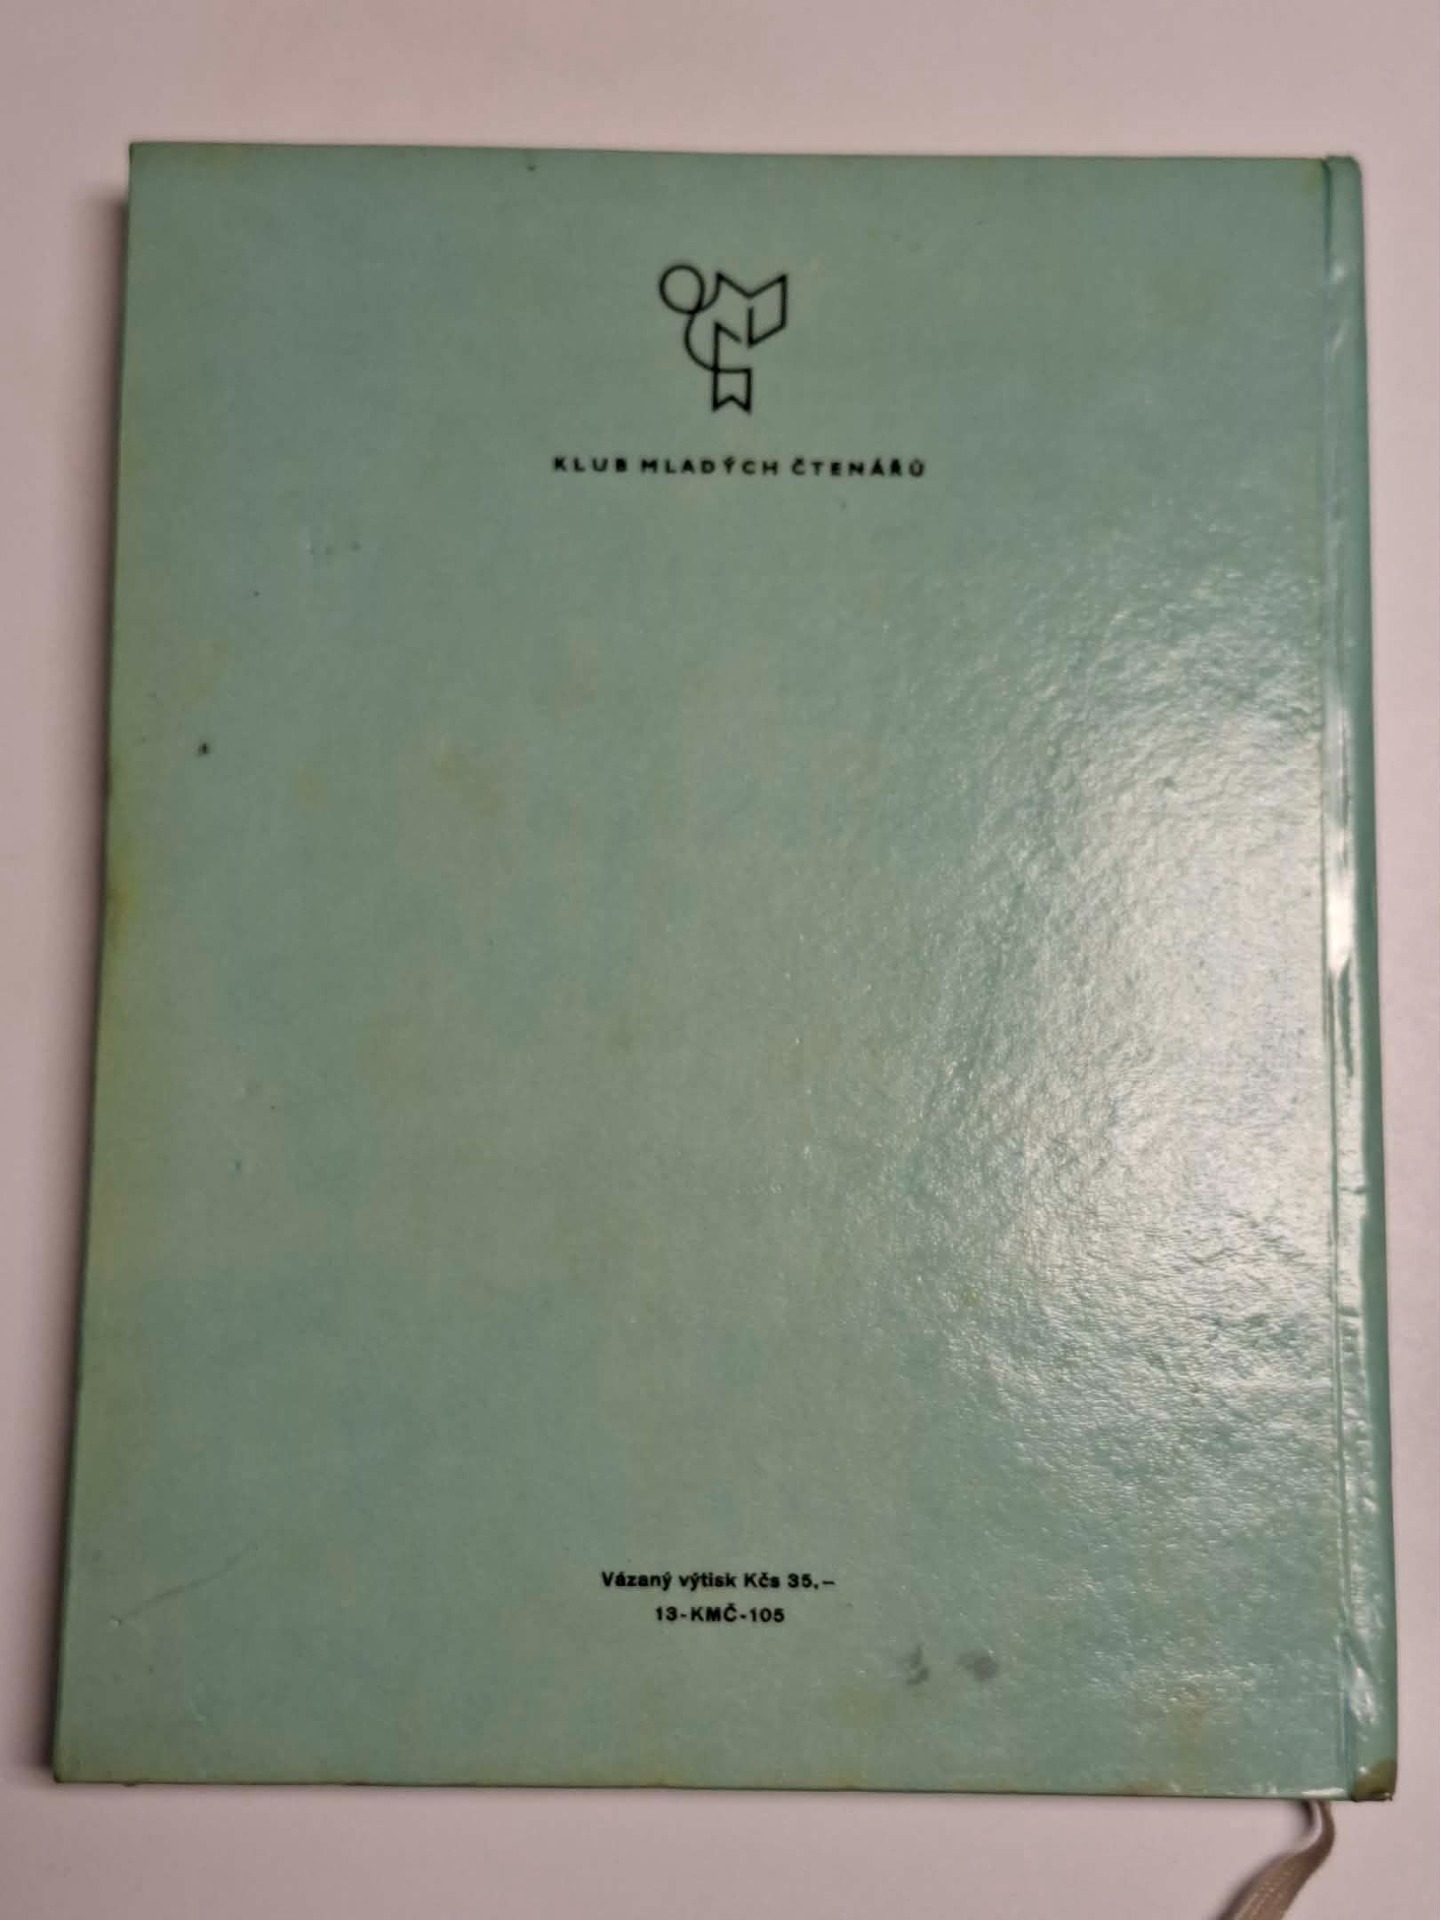 KLUB MLADÝCH ČTENÁŘŮ
Vázaný výtisk Kčs 35,–
13-KMČ-105